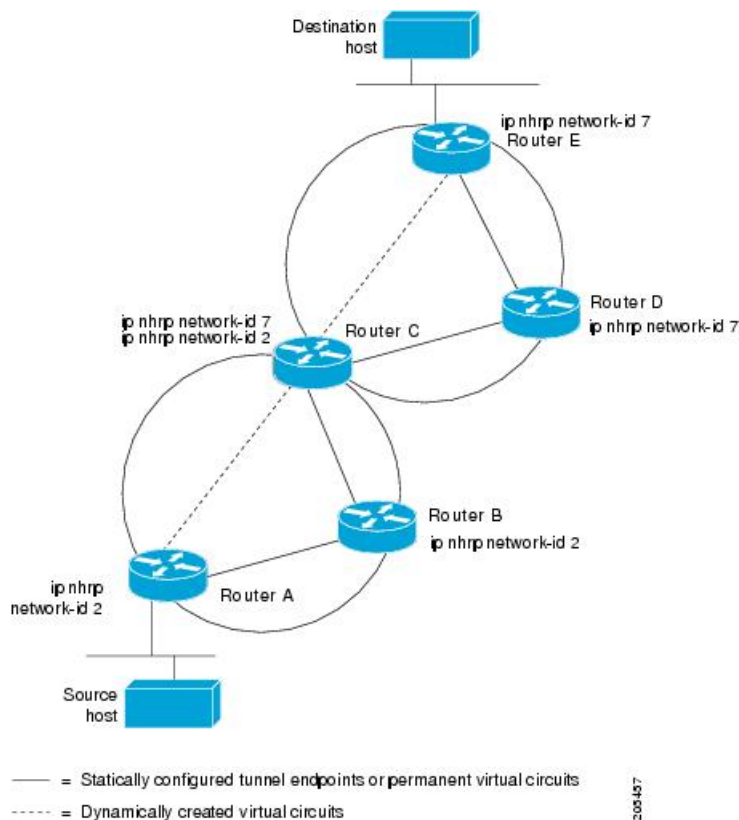 Destination
host
ip nhrp network-id 7
Router E
Router D
ip nhrp network-id 7
ip nhrp network-id 7
ip nhrp network-id 2
Router C
Router B
ip nhrp network-id 2
ip nhrp
network-id 2
Router A
Source
host
= Statically configured tunnel endpoints or permanent virtual circuits
= Dynamically created virtual circuits